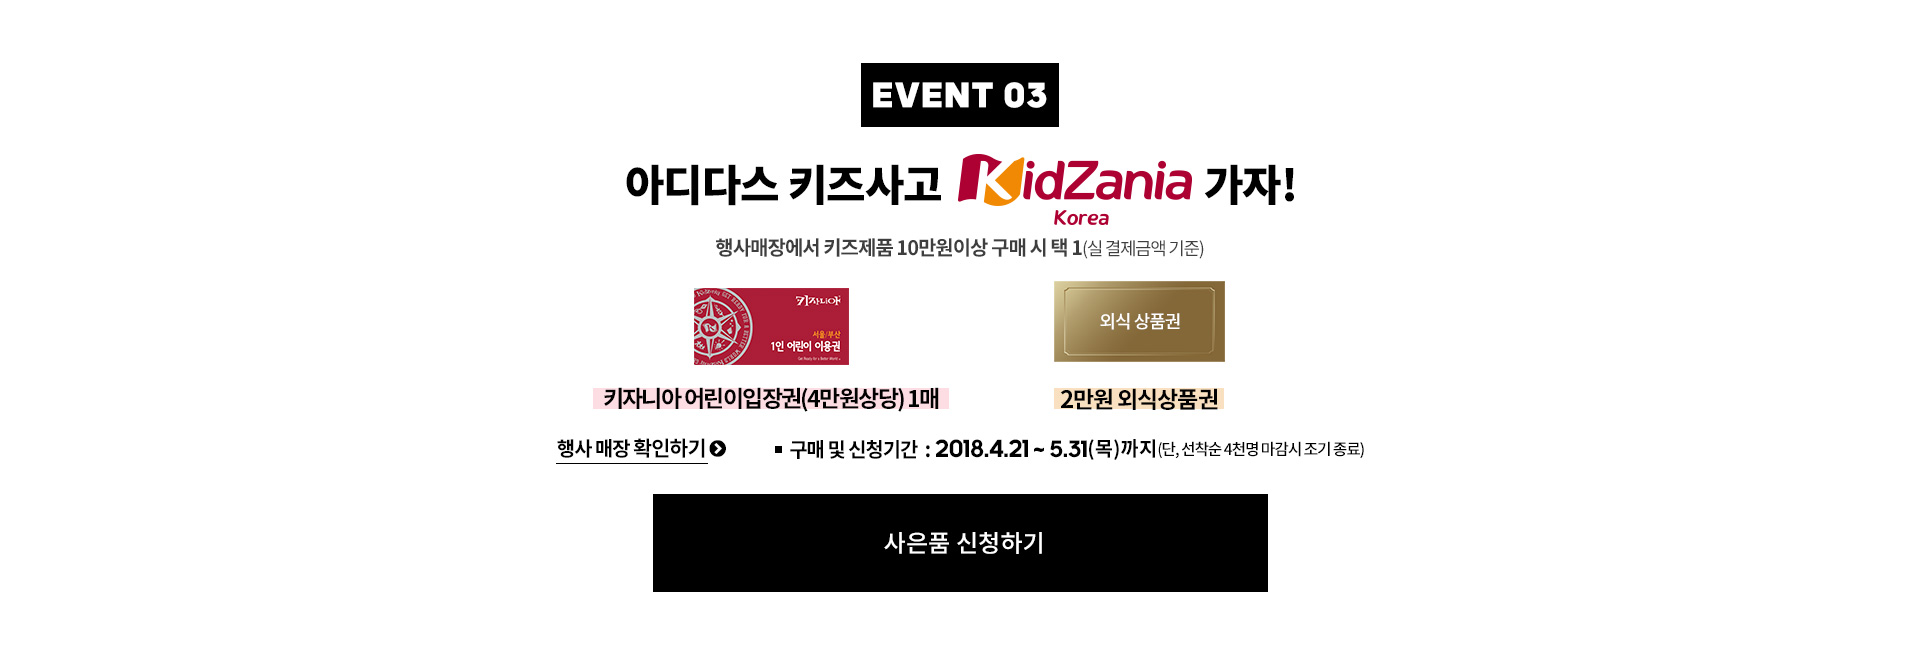 EVENT 03
아디다스 키즈사고 KidZania 가자!
Korea
행사매장에서 키즈제품 10만원이상 구매 시 택 1(실 결제금액 기준)
키자니아
서울/부산
1인 어린이 이용권
Get Ready for a Better World
외식 상품권
키자니아 어린이입장권(4만원상당) 1매
2만원 외식상품권
행사 매장 확인하기
▪ 구매 및 신청기간 : 2018.4.21 ~ 5.31(목)까지(단, 선착순 4천명 마감시 조기 종료)
사은품 신청하기